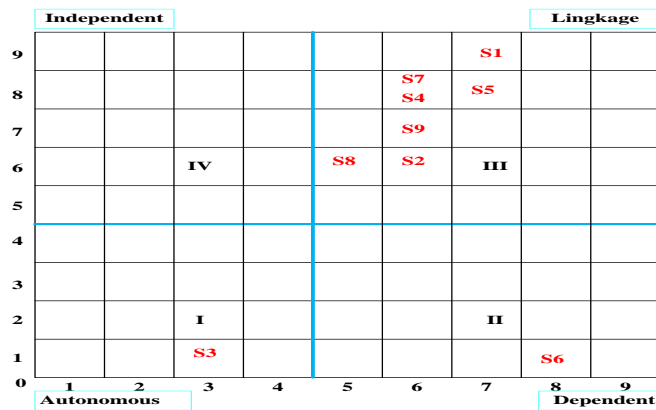 Independent Lingkage
9 S1
S7
8 S4 S5
7 S9
6 IV S8 S2 III
5
4
3
2 I II
1 S3 S6
0 1 2 3 4 5 6 7 8 9
Autonomous Dependent